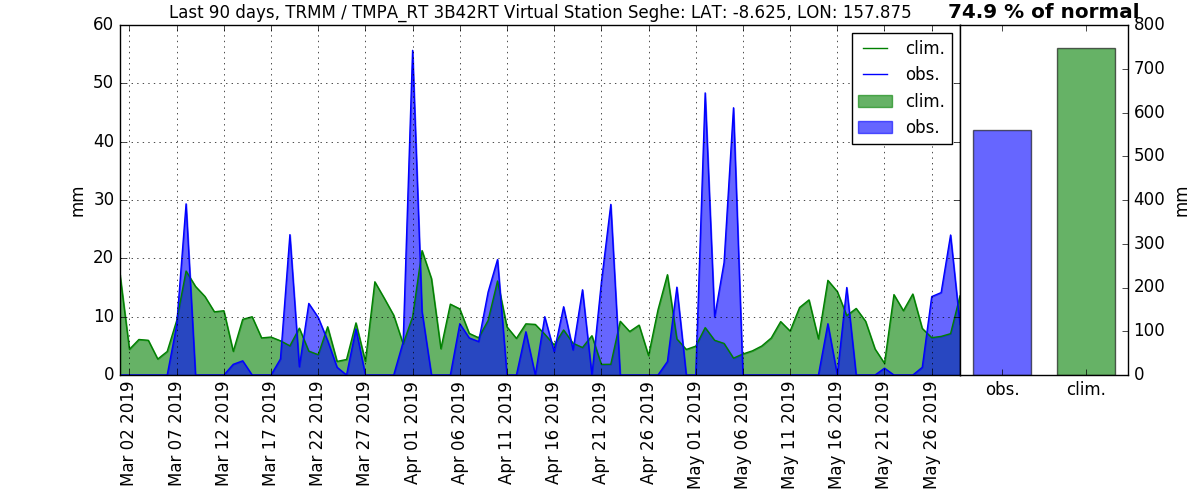 Last 90 days, TRMM / TMPA_RT 3B42RT Virtual Station Seghe: LAT: -8.625, LON: 157.875
74.9 % of normal
60
50
40
30
20
10
0
mm
clim.
obs.
clim.
obs.
Mar 02 2019
Mar 07 2019
Mar 12 2019
Mar 17 2019
Mar 22 2019
Mar 27 2019
Apr 01 2019
Apr 06 2019
Apr 11 2019
Apr 16 2019
Apr 21 2019
Apr 26 2019
May 01 2019
May 06 2019
May 11 2019
May 16 2019
May 21 2019
May 26 2019
800
700
600
500
400
300
200
100
0
mm
obs.
clim.